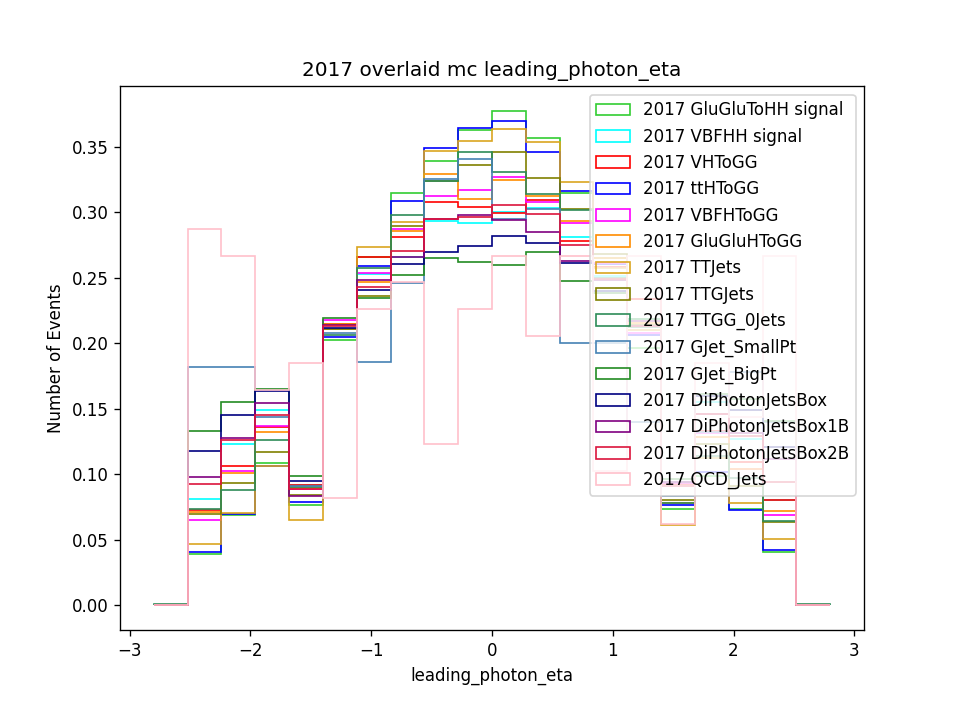 2017 overlaid mc leading_photon_eta
Number of Events
0.35
0.30
0.25
0.20
0.15
0.10
0.05
0.00
2017 GluGluToHH signal
2017 VBFHH signal
2017 VHToGG
2017 ttHToGG
2017 VBFHToGG
2017 GluGluHToGG
2017 TTJets
2017 TTGJets
2017 TTGG_0Jets
2017 GJet_SmallPt
2017 GJet_BigPt
2017 DiPhotonJetsBox
2017 DiPhotonJetsBox1B
2017 DiPhotonJetsBox2B
2017 QCD_Jets
−3 −2 −1 0 1 2 3
leading_photon_eta